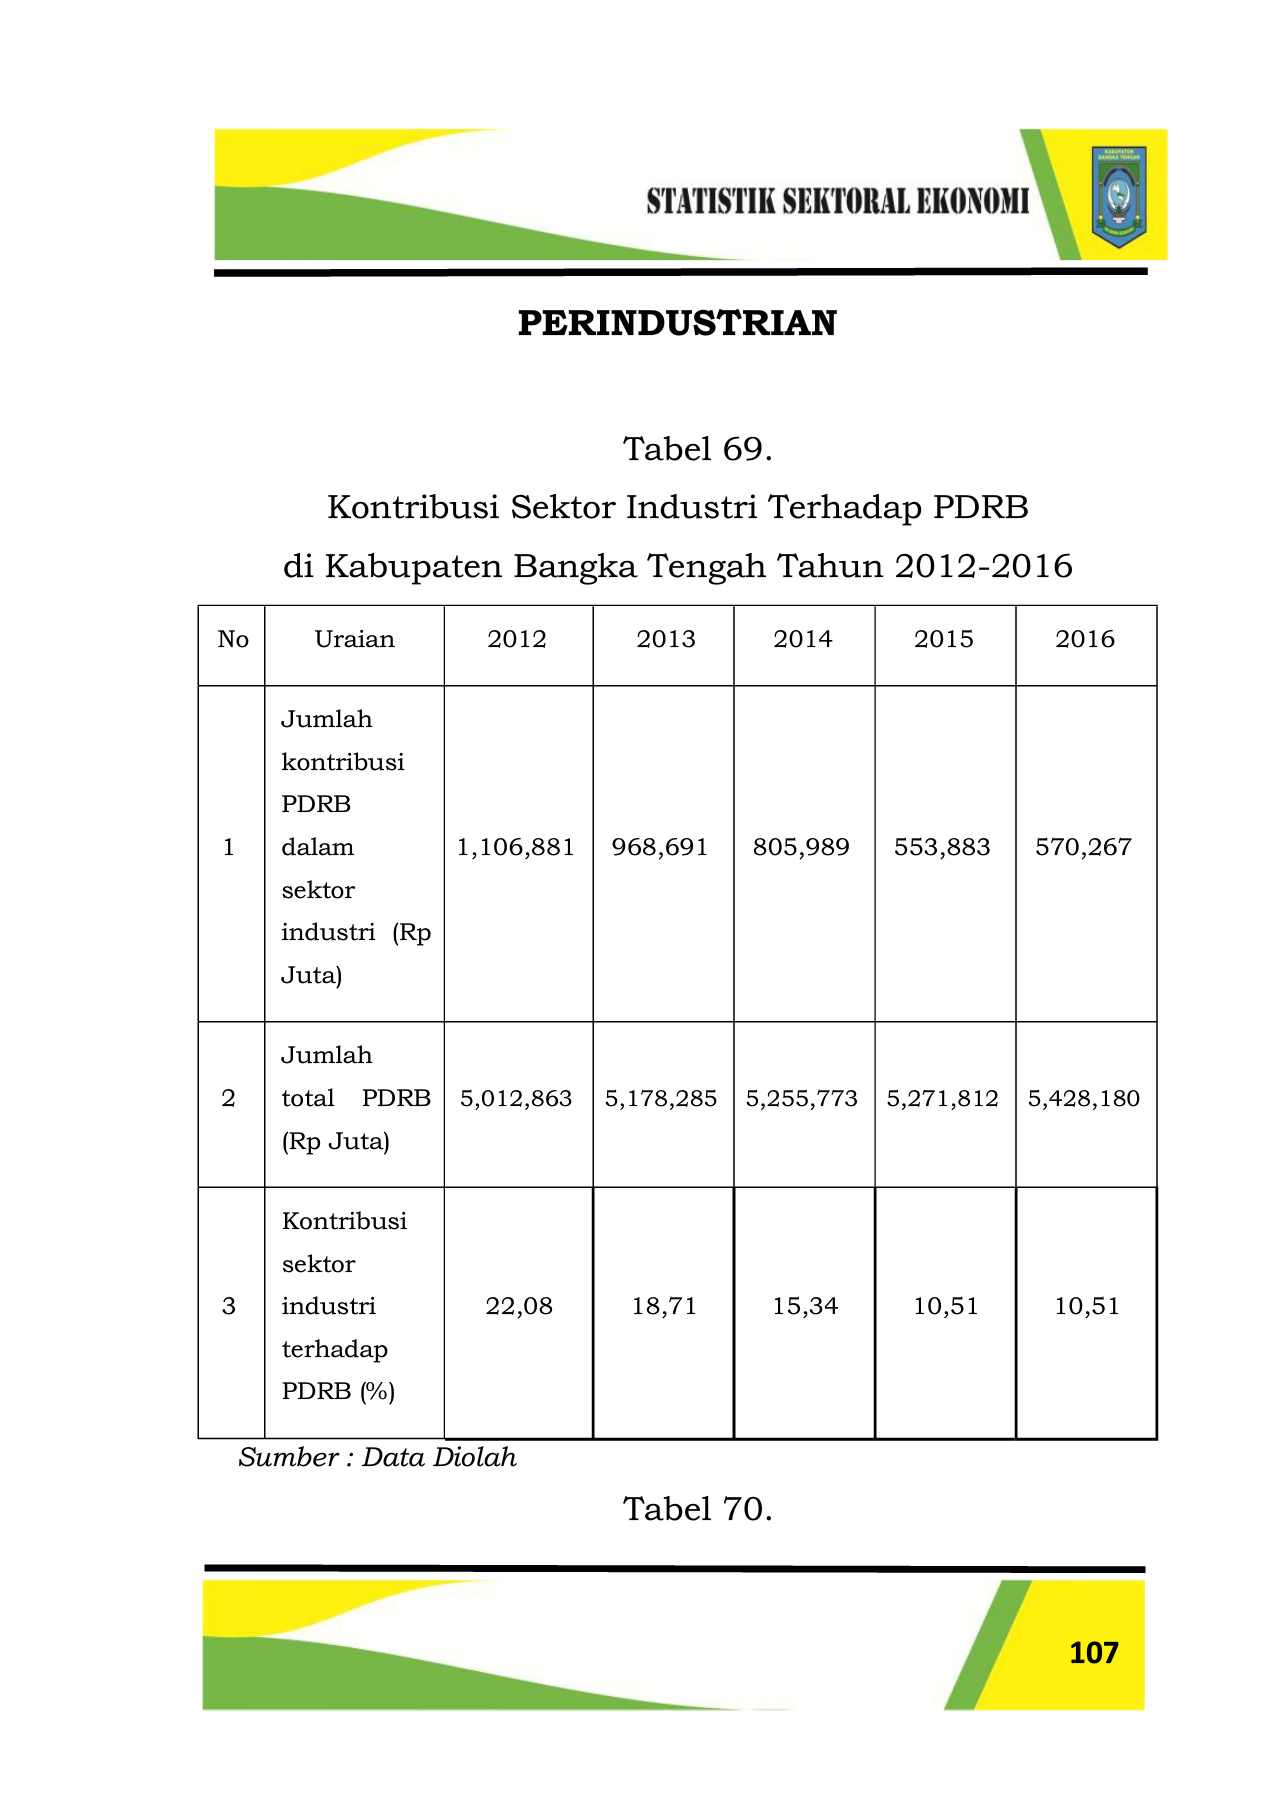 KABUPATEN
BANGKA TENGAH
STATISTIK SEKTORAL EKONOMI
PERINDUSTRIAN
Tabel 69.
Kontribusi Sektor Industri Terhadap PDRB
di Kabupaten Bangka Tengah Tahun 2012-2016
No Uraian 2012 2013 2014 2015 2016
Jumlah
kontribusi
PDRB
1 dalam 1,106,881 968,691 805,989 553,883 570,267
sektor
industri (Rp
Juta)
Jumlah
2 total PDRB 5,012,863 5,178,285 5,255,773 5,271,812 5,428,180
(Rp Juta)
Kontribusi
sektor
3 industri 22,08 18,71 15,34 10,51 10,51
terhadap
PDRB (%)
Sumber : Data Diolah
Tabel 70.
107